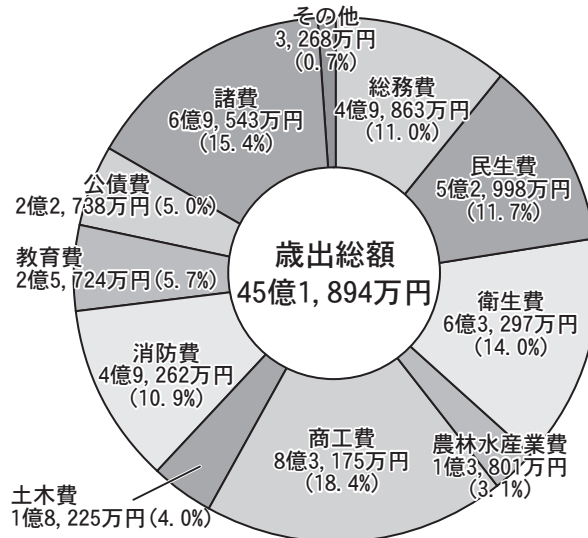 その他
3,268万円
(0.7%)
総務費
4億9,863万円
(11.0%)
民生費
5億2,998万円
(11.7%)
衛生費
6億3,297万円
(14.0%)
農林水産業費
1億3,801万円
(3.1%)
商工費
8億3,175万円
(18.4%)
土木費
1億8,225万円(4.0%)
消防費
4億9,262万円
(10.9%)
教育費
2億5,724万円(5.7%)
公債費
2億2,738万円(5.0%)
諸費
6億9,543万円
(15.4%)
歳出総額
45億1,894万円